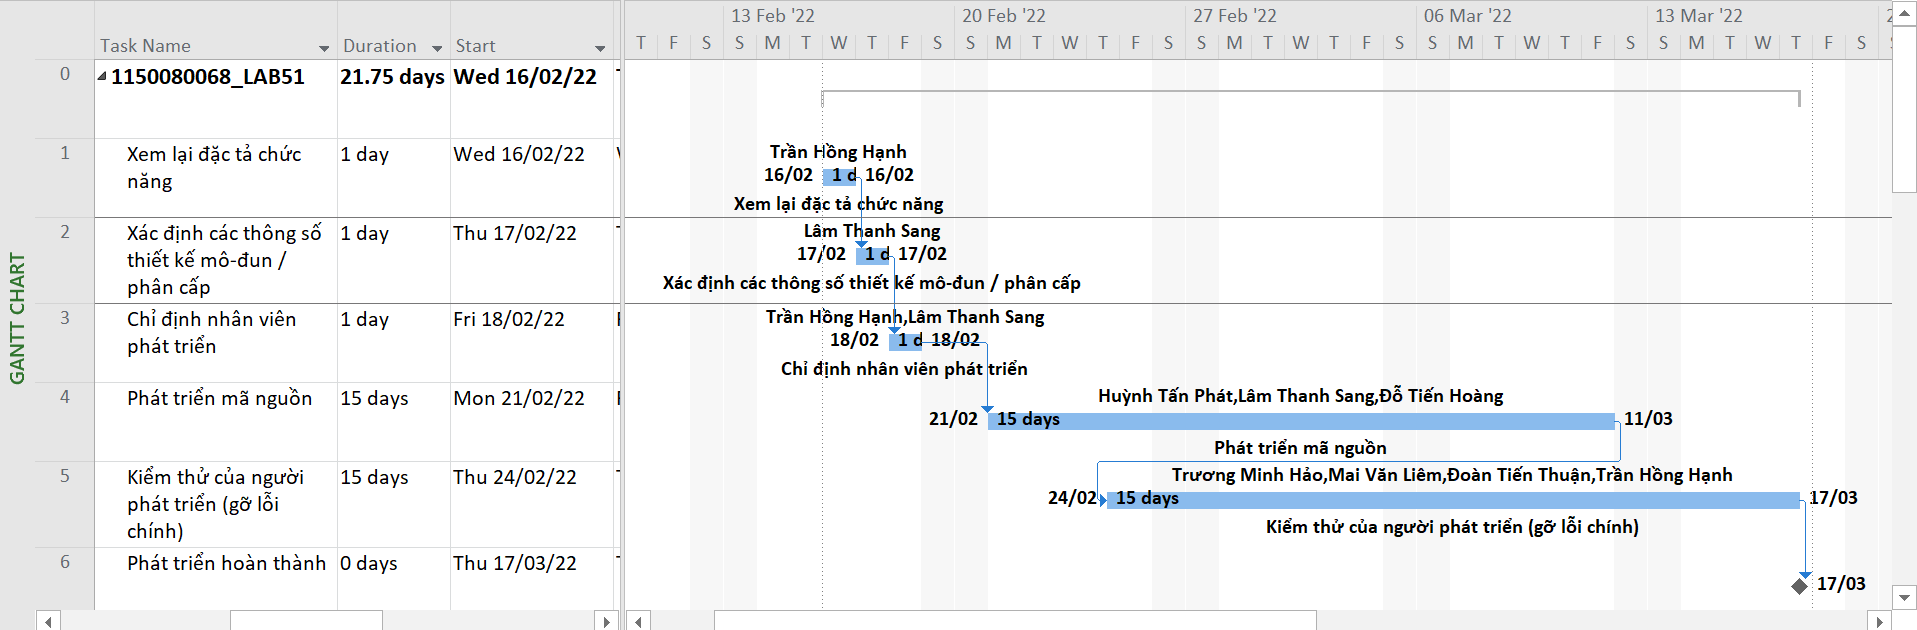 GANTT CHART
Task Name Duration Start
0 1150080068_LAB51 21.75 days Wed 16/02/22
1 Xem lại đặc tả chức 1 day Wed 16/02/22
năng
2 Xác định các thông số 1 day Thu 17/02/22
thiết kế mô-đun /
phân cấp
3 Chỉ định nhân viên 1 day Fri 18/02/22
phát triển
4 Phát triển mã nguồn 15 days Mon 21/02/22
5 Kiểm thử của người 15 days Thu 24/02/22
phát triển (gỡ lỗi
chính)
6 Phát triển hoàn thành 0 days Thu 17/03/22
13 Feb '22 20 Feb '22 27 Feb '22 06 Mar '22 13 Mar '22
T F S S M T W T F S S M T W T F S S M T W T F S S M T W T F S S M T W T F S
Trần Hồng Hạnh
16/02 1 d 16/02
Xem lại đặc tả chức năng
Lâm Thanh Sang
17/02 1 d 17/02
Xác định các thông số thiết kế mô-đun / phân cấp
Trần Hồng Hạnh,Lâm Thanh Sang
18/02 1 d 18/02
Chỉ định nhân viên phát triển
Huỳnh Tấn Phát,Lâm Thanh Sang,Đỗ Tiến Hoàng
21/02 15 days 11/03
Phát triển mã nguồn
Trương Minh Hảo,Mai Văn Liêm,Đoàn Tiến Thuận,Trần Hồng Hạnh
24/02 15 days 17/03
Kiểm thử của người phát triển (gỡ lỗi chính)
17/03